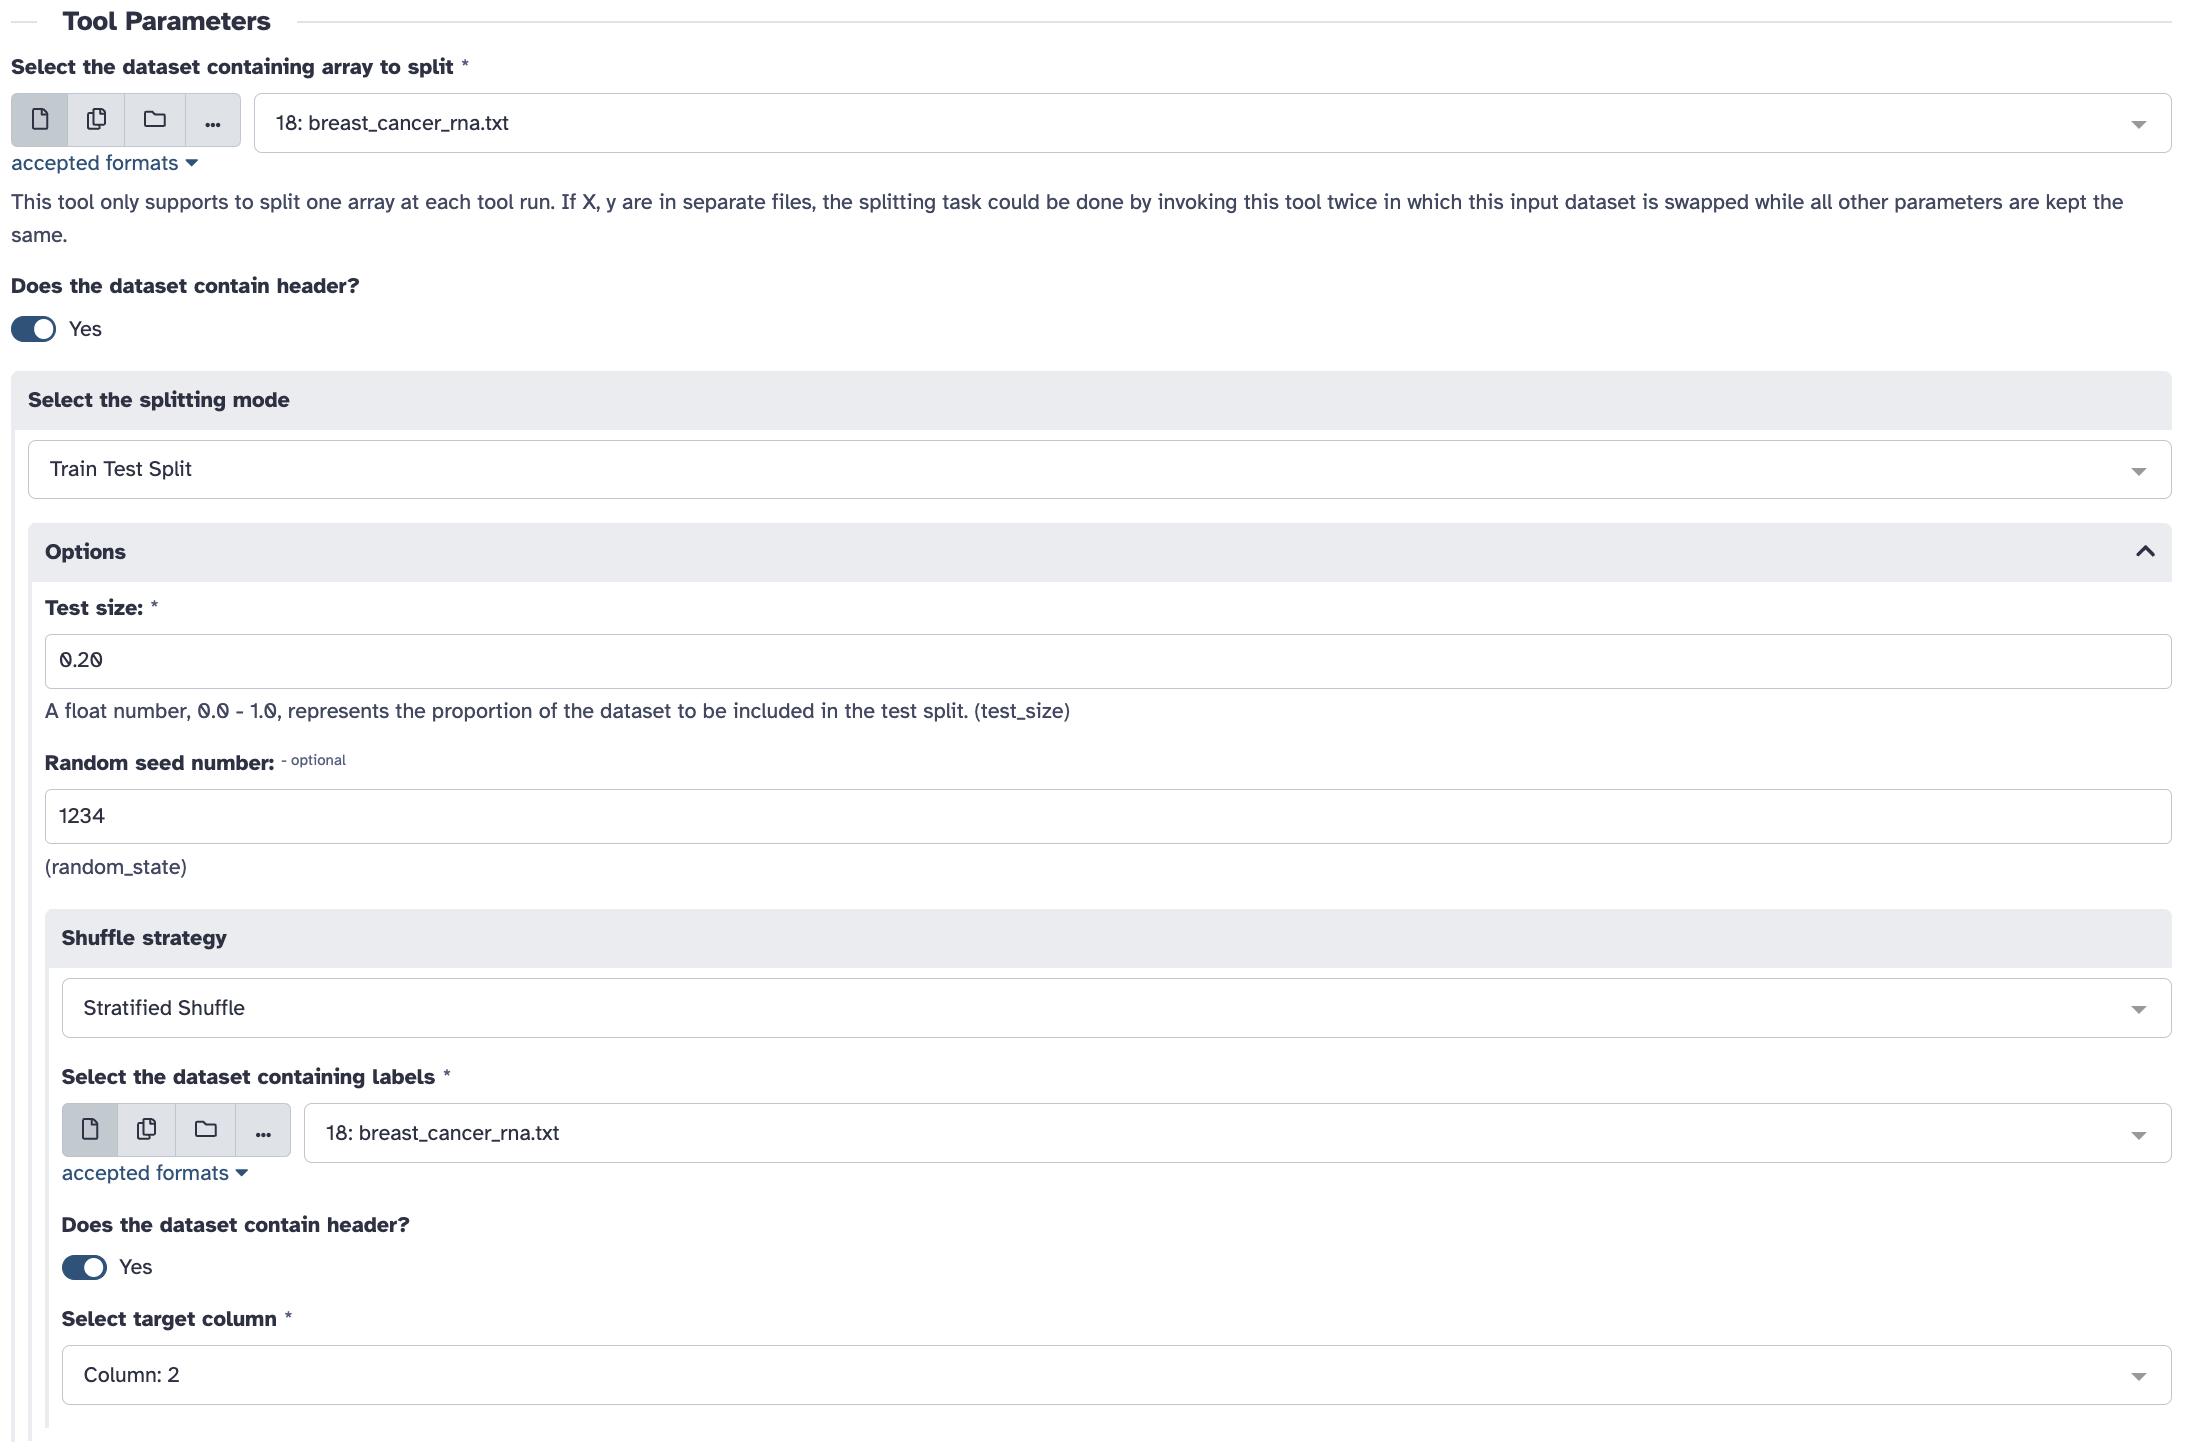 Tool Parameters
Select the dataset containing array to split *
... 18: breast_cancer_rna.txt
accepted formats
This tool only supports to split one array at each tool run. If X, y are in separate files, the splitting task could be done by invoking this tool twice in which this input dataset is swapped while all other parameters are kept the
same.
Does the dataset contain header?
Yes
Select the splitting mode
Train Test Split
Options
Test size: *
0.20
A float number, 0.0 - 1.0, represents the proportion of the dataset to be included in the test split. (test_size)
Random seed number: - optional
1234
(random_state)
Shuffle strategy
Stratified Shuffle
Select the dataset containing labels *
... 18: breast_cancer_rna.txt
accepted formats
Does the dataset contain header?
Yes
Select target column *
Column: 2